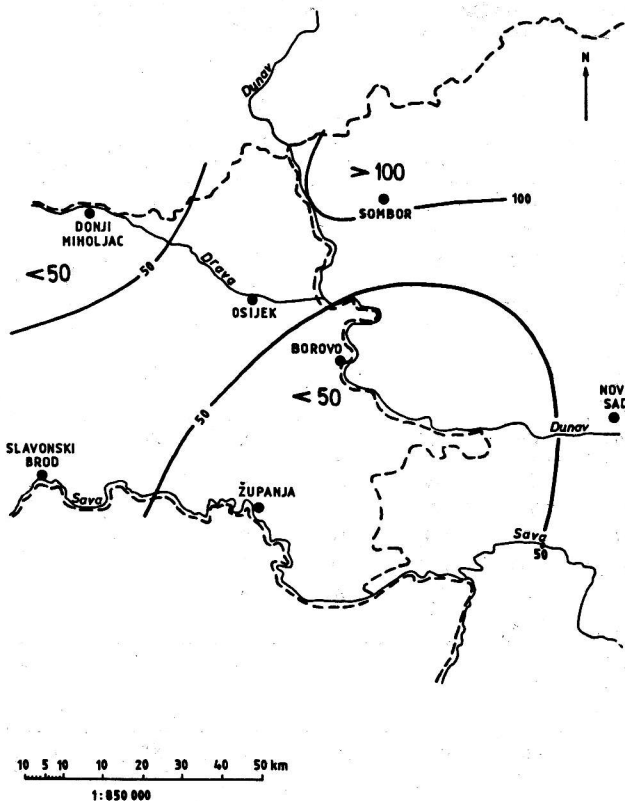 Dunav
N
> 100
SOMBOR
100
DONJI
MIHOLJAC
< 50
50
Drava
OSIJEK
BOROVO
< 50
50
NOVI
SAD
Dunav
SLAVONSKI
BROD
Sava
ŽUPANJA
Sava
50
10 5 10 10 20 30 40 50 km
1:850 000